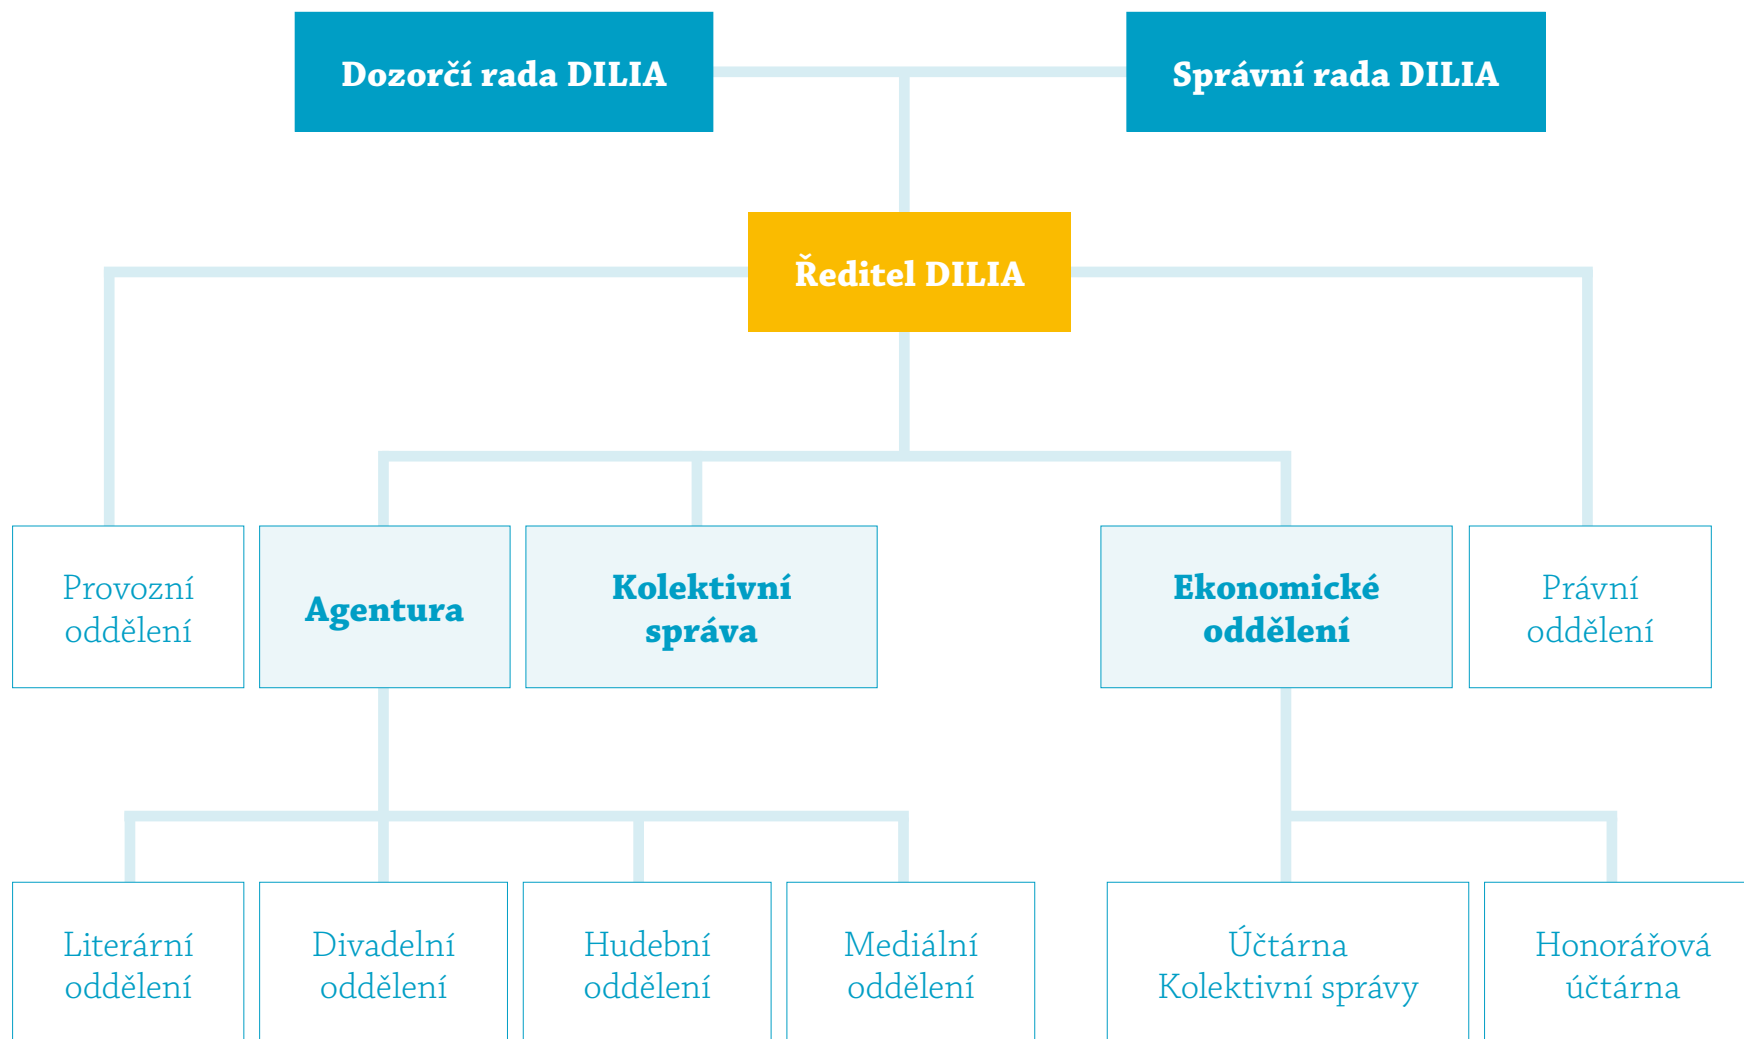 Dozorčí rada DILIA
Správní rada DILIA
Ředitel DILIA
Provozní
oddělení
Agentura
Kolektivní
správa
Ekonomické
oddělení
Právní
oddělení
Literární
oddělení
Divadelní
oddělení
Hudební
oddělení
Mediální
oddělení
Účtárna
Kolektivní správy
Honorářová
účtárna